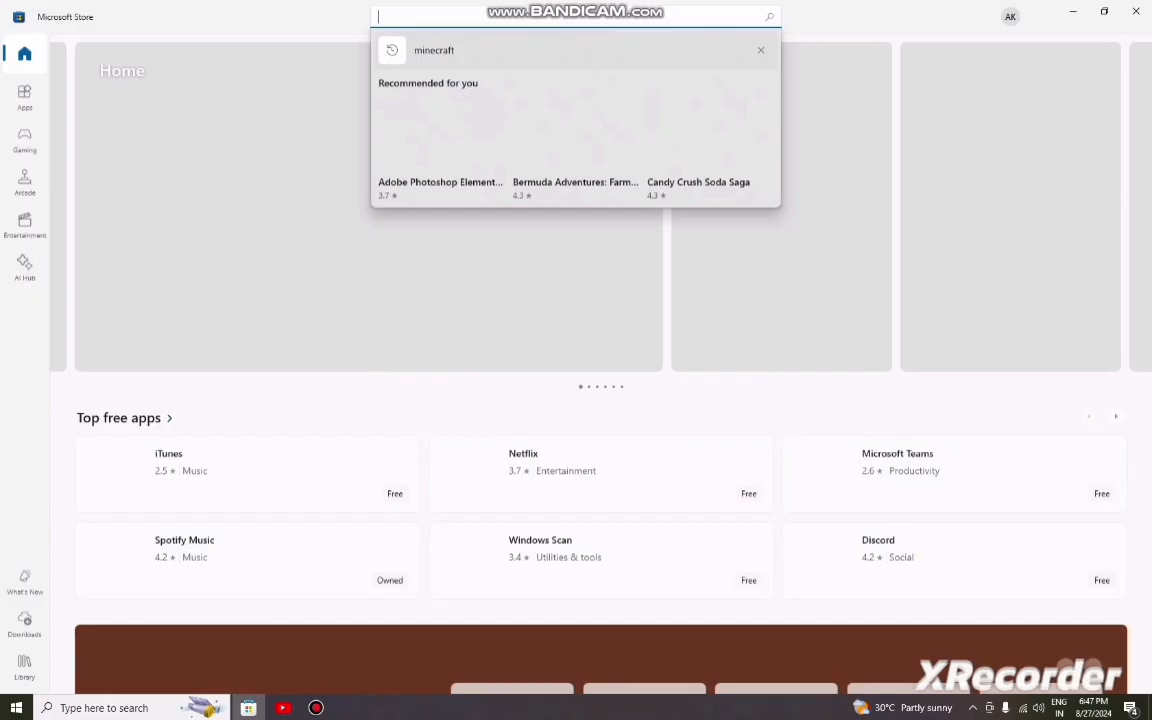 Microsoft Store
www.BANDICAM.com
AK
minecraft
Recommended for you
Adobe Photoshop Element...
3.7 ★
Bermuda Adventures: Farm...
4.3 ★
Candy Crush Soda Saga
4.3 ★
Home
Apps
Gaming
Arcade
Entertainment
AI Hub
What's New
Downloads
Library
Top free apps
iTunes
2.5 ★ Music
Free
Netflix
3.7 ★ Entertainment
Free
Microsoft Teams
2.6 ★ Productivity
Free
Spotify Music
4.2 ★ Music
Owned
Windows Scan
3.4 ★ Utilities & tools
Free
Discord
4.2 ★ Social
Free
XRecorder
Type here to search
30°C Partly sunny
ENG
IN
6:47 PM
8/27/2024
4